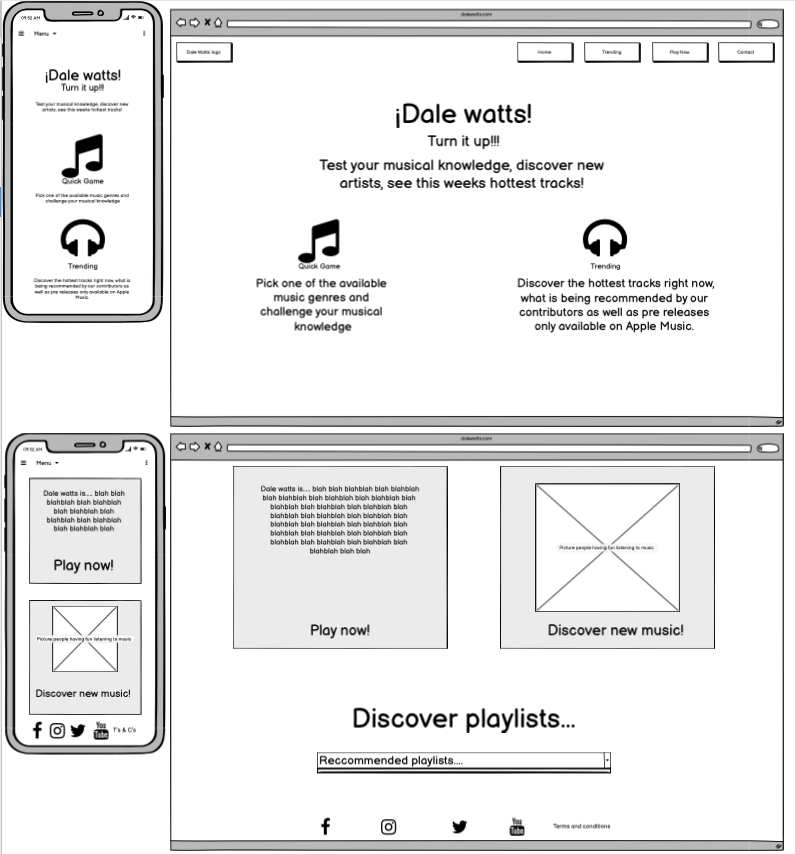 09:52 AM
Menu
¡Dale watts!
Turn it up!!!
Test your musical knowledge, discover new
artists, see this weeks hottest tracks!
Quick Game
Pick one of the available music genres and
challenge your musical knowledge
Trending
Discover the hottest tracks right now, what is
being recommended by our contributors as
well as pre releases only available on Apple
Music.
dalewatts.com
Dale Watts logo
Home
Trending
Play Now
Contact
¡Dale watts!
Turn it up!!!
Test your musical knowledge, discover new
artists, see this weeks hottest tracks!
Quick Game
Pick one of the available
music genres and
challenge your musical
knowledge
Trending
Discover the hottest tracks right now,
what is being recommended by our
contributors as well as pre releases
only available on Apple Music.
09:52 AM
Menu
Dale watts is.... blah blah
blahblah blah blahblah
blah blahblah blah
blahblah blah blahblah
blah blahblah blah
Play now!
Picture people having fun listening to music
Discover new music!
You
Tube
T's & C's
dalewatts.com
Dale watts is.... blah blah blahblah blah blahblah
blah blahblah blah blahblah blah blahblah blah
blahblah blah blahblah blah blahblah blah
blahblah blah blahblah blah blahblah blah
blahblah blah blahblah blah blahblah blah
blahblah blah blahblah blah blahblah blah
blahblah blah blahblah blah blahblah blah
blahblah blah blah
Play now!
Picture people having fun listening to music
Discover new music!
Discover playlists...
Reccommended playlists....
You
Tube
Terms and conditions